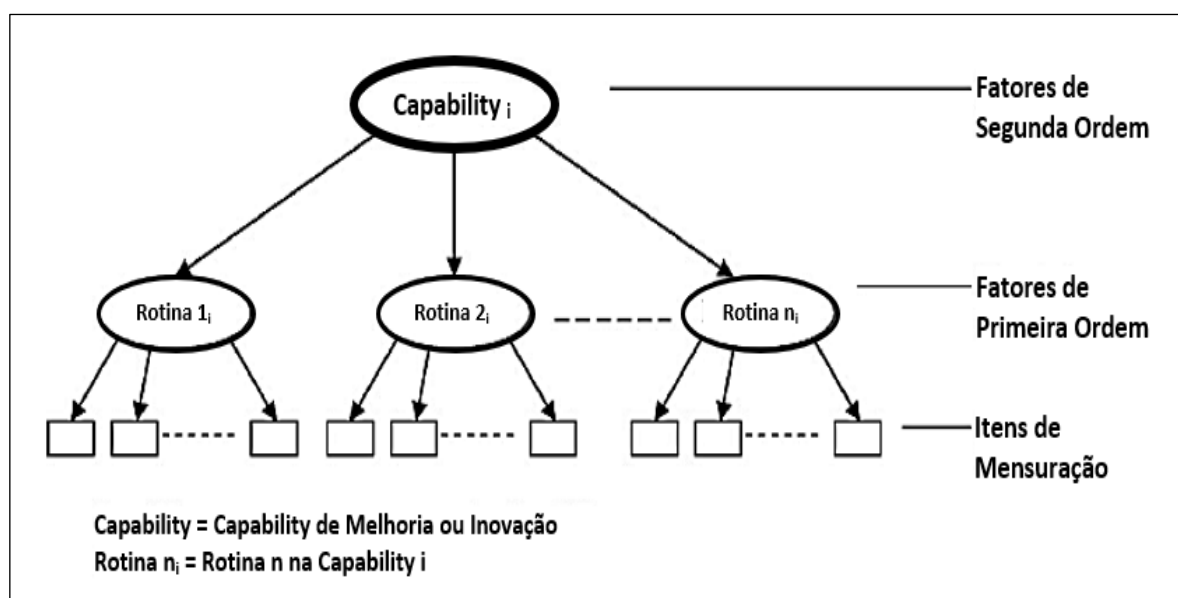 Capability i
Fatores de
Segunda Ordem
Rotina 1i
Rotina 2i
Rotina ni
Fatores de
Primeira Ordem
Itens de
Mensuração
Capability = Capability de Melhoria ou Inovação
Rotina ni = Rotina n na Capability i